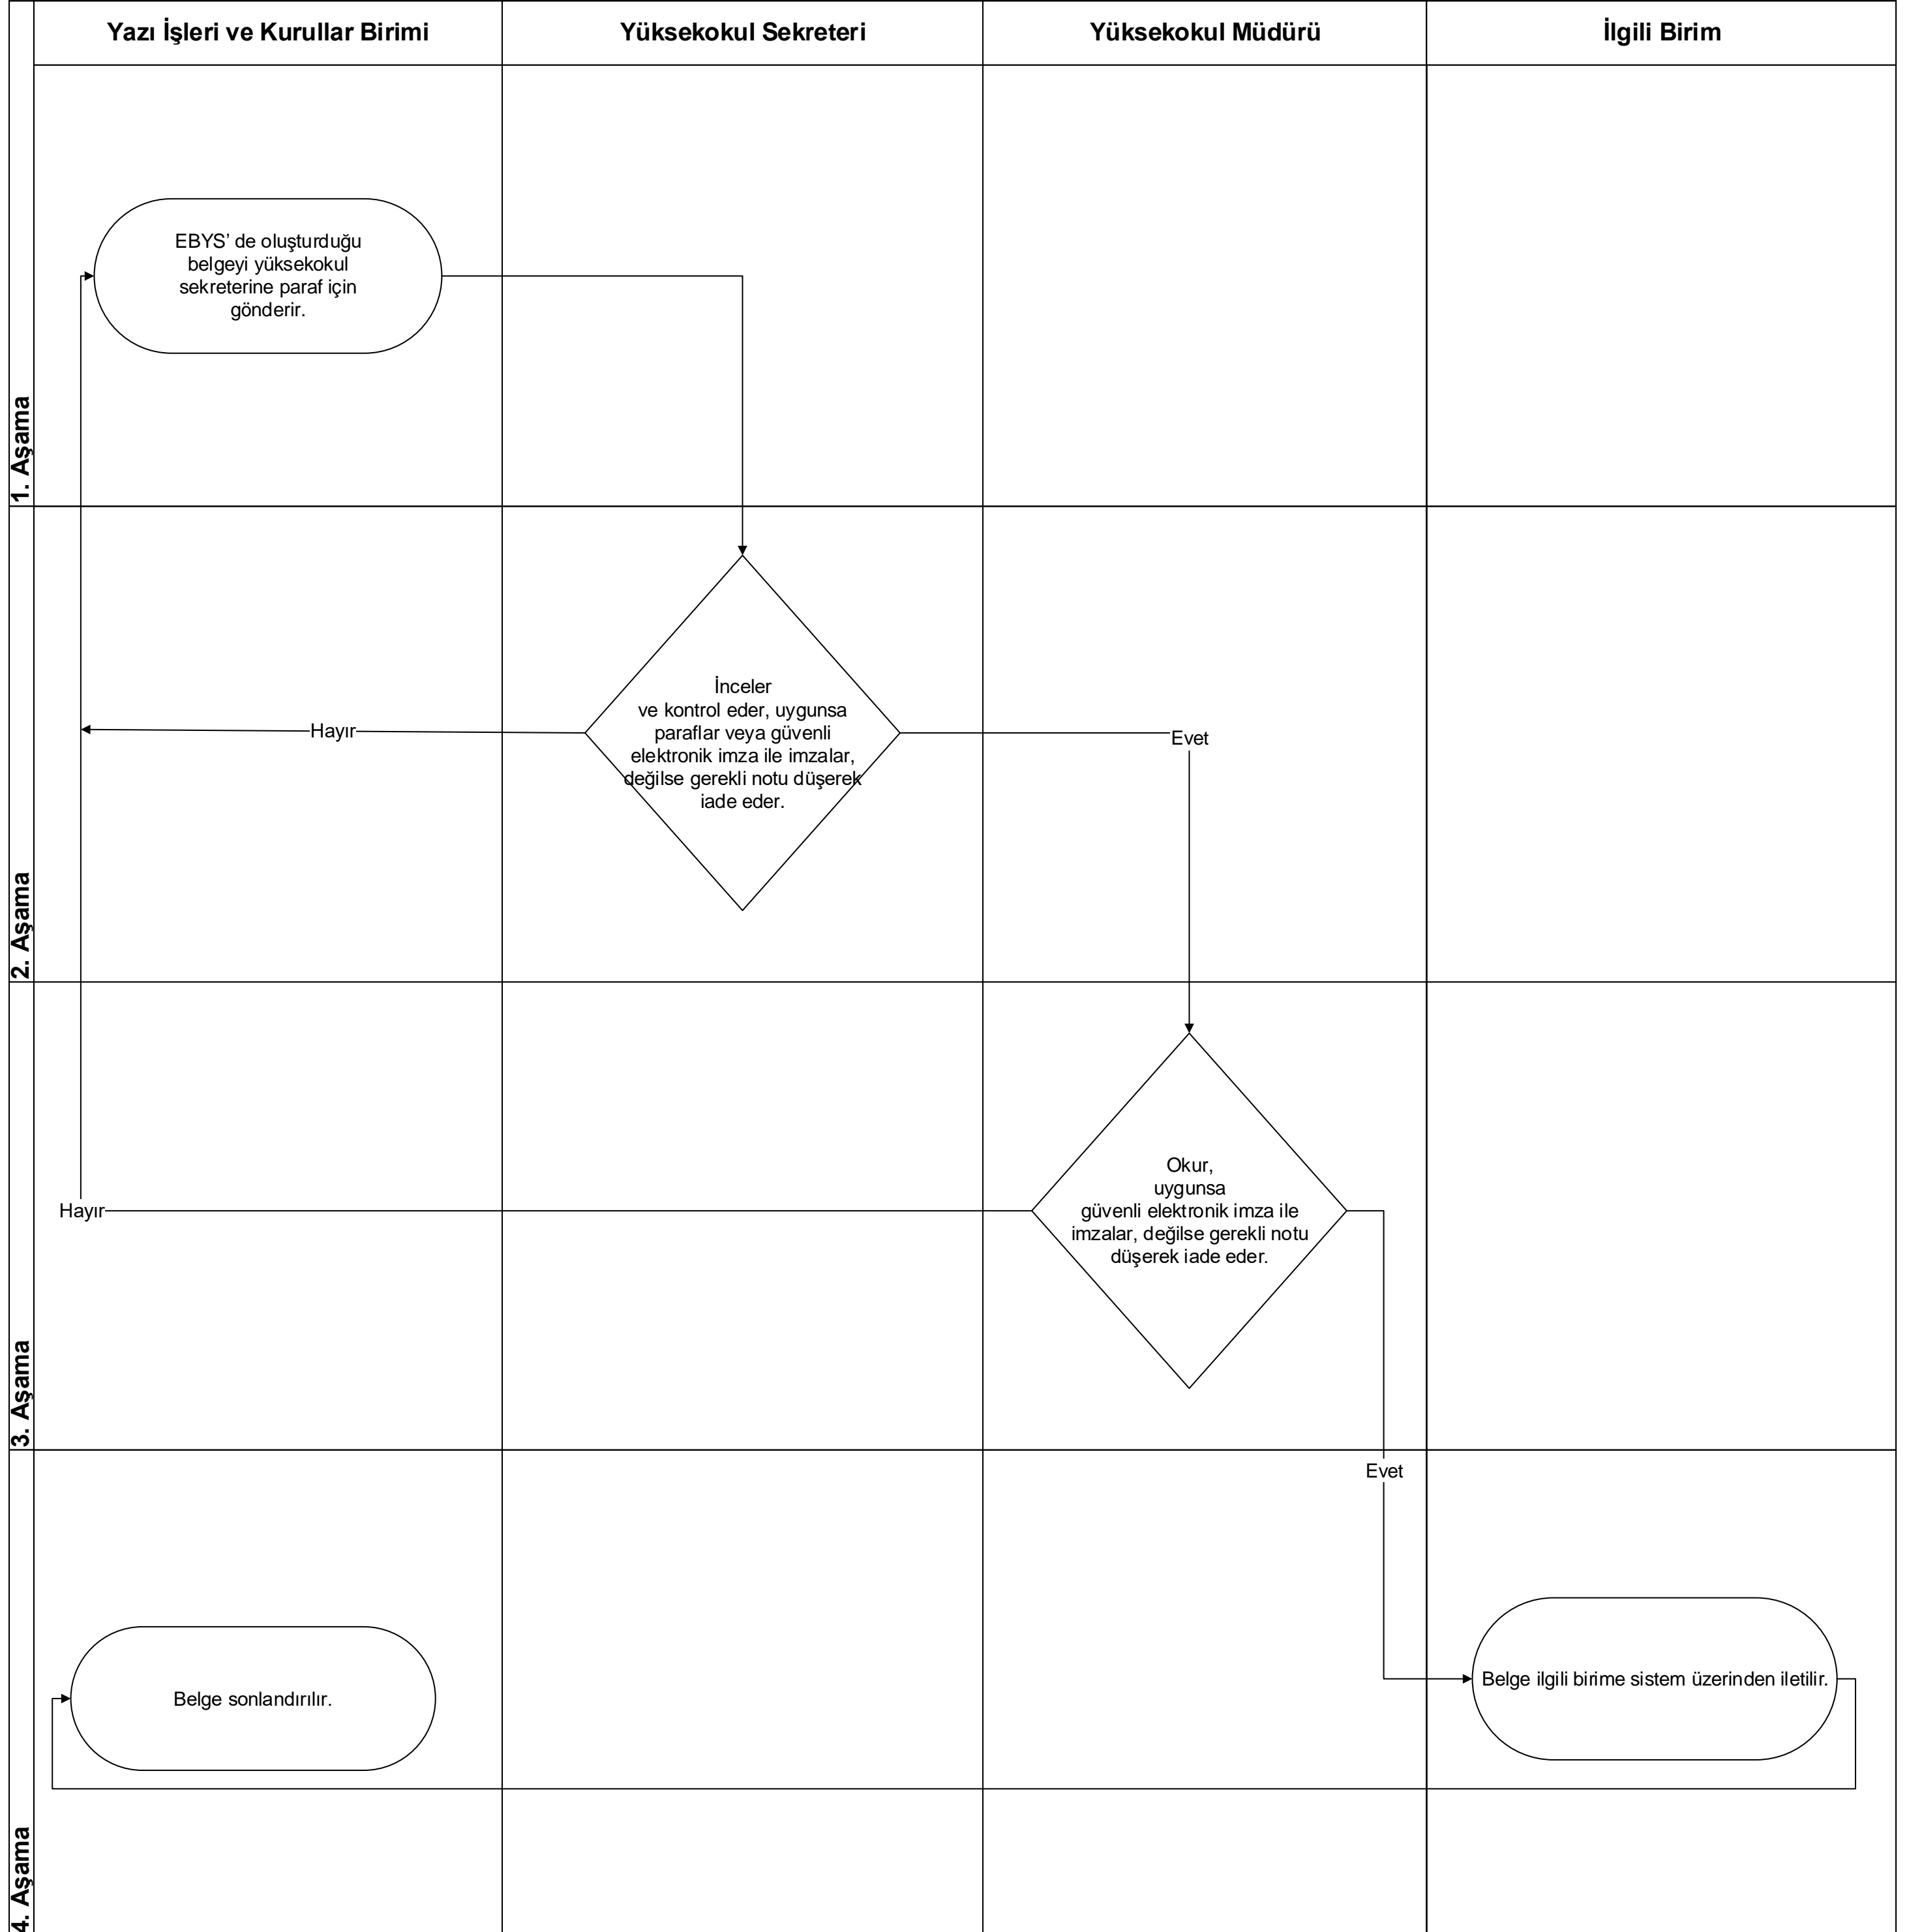 Yazı İşleri ve Kurullar Birimi
Yüksekokul Sekreteri
Yüksekokul Müdürü
İlgili Birim
1. Aşama
EBYS’ de oluşturduğu
belgeyi yüksekokul
sekreterine paraf için
gönderir.
2. Aşama
Hayır
İnceler
ve kontrol eder, uygunsa
paraflar veya güvenli
elektronik imza ile imzalar,
değilse gerekli notu düşerek
iade eder.
Evet
3. Aşama
Hayır
Okur,
uygunsa
güvenli elektronik imza ile
imzalar, değilse gerekli notu
düşerek iade eder.
4. Aşama
Evet
Belge sonlandırılır.
Belge ilgili birime sistem üzerinden iletilir.